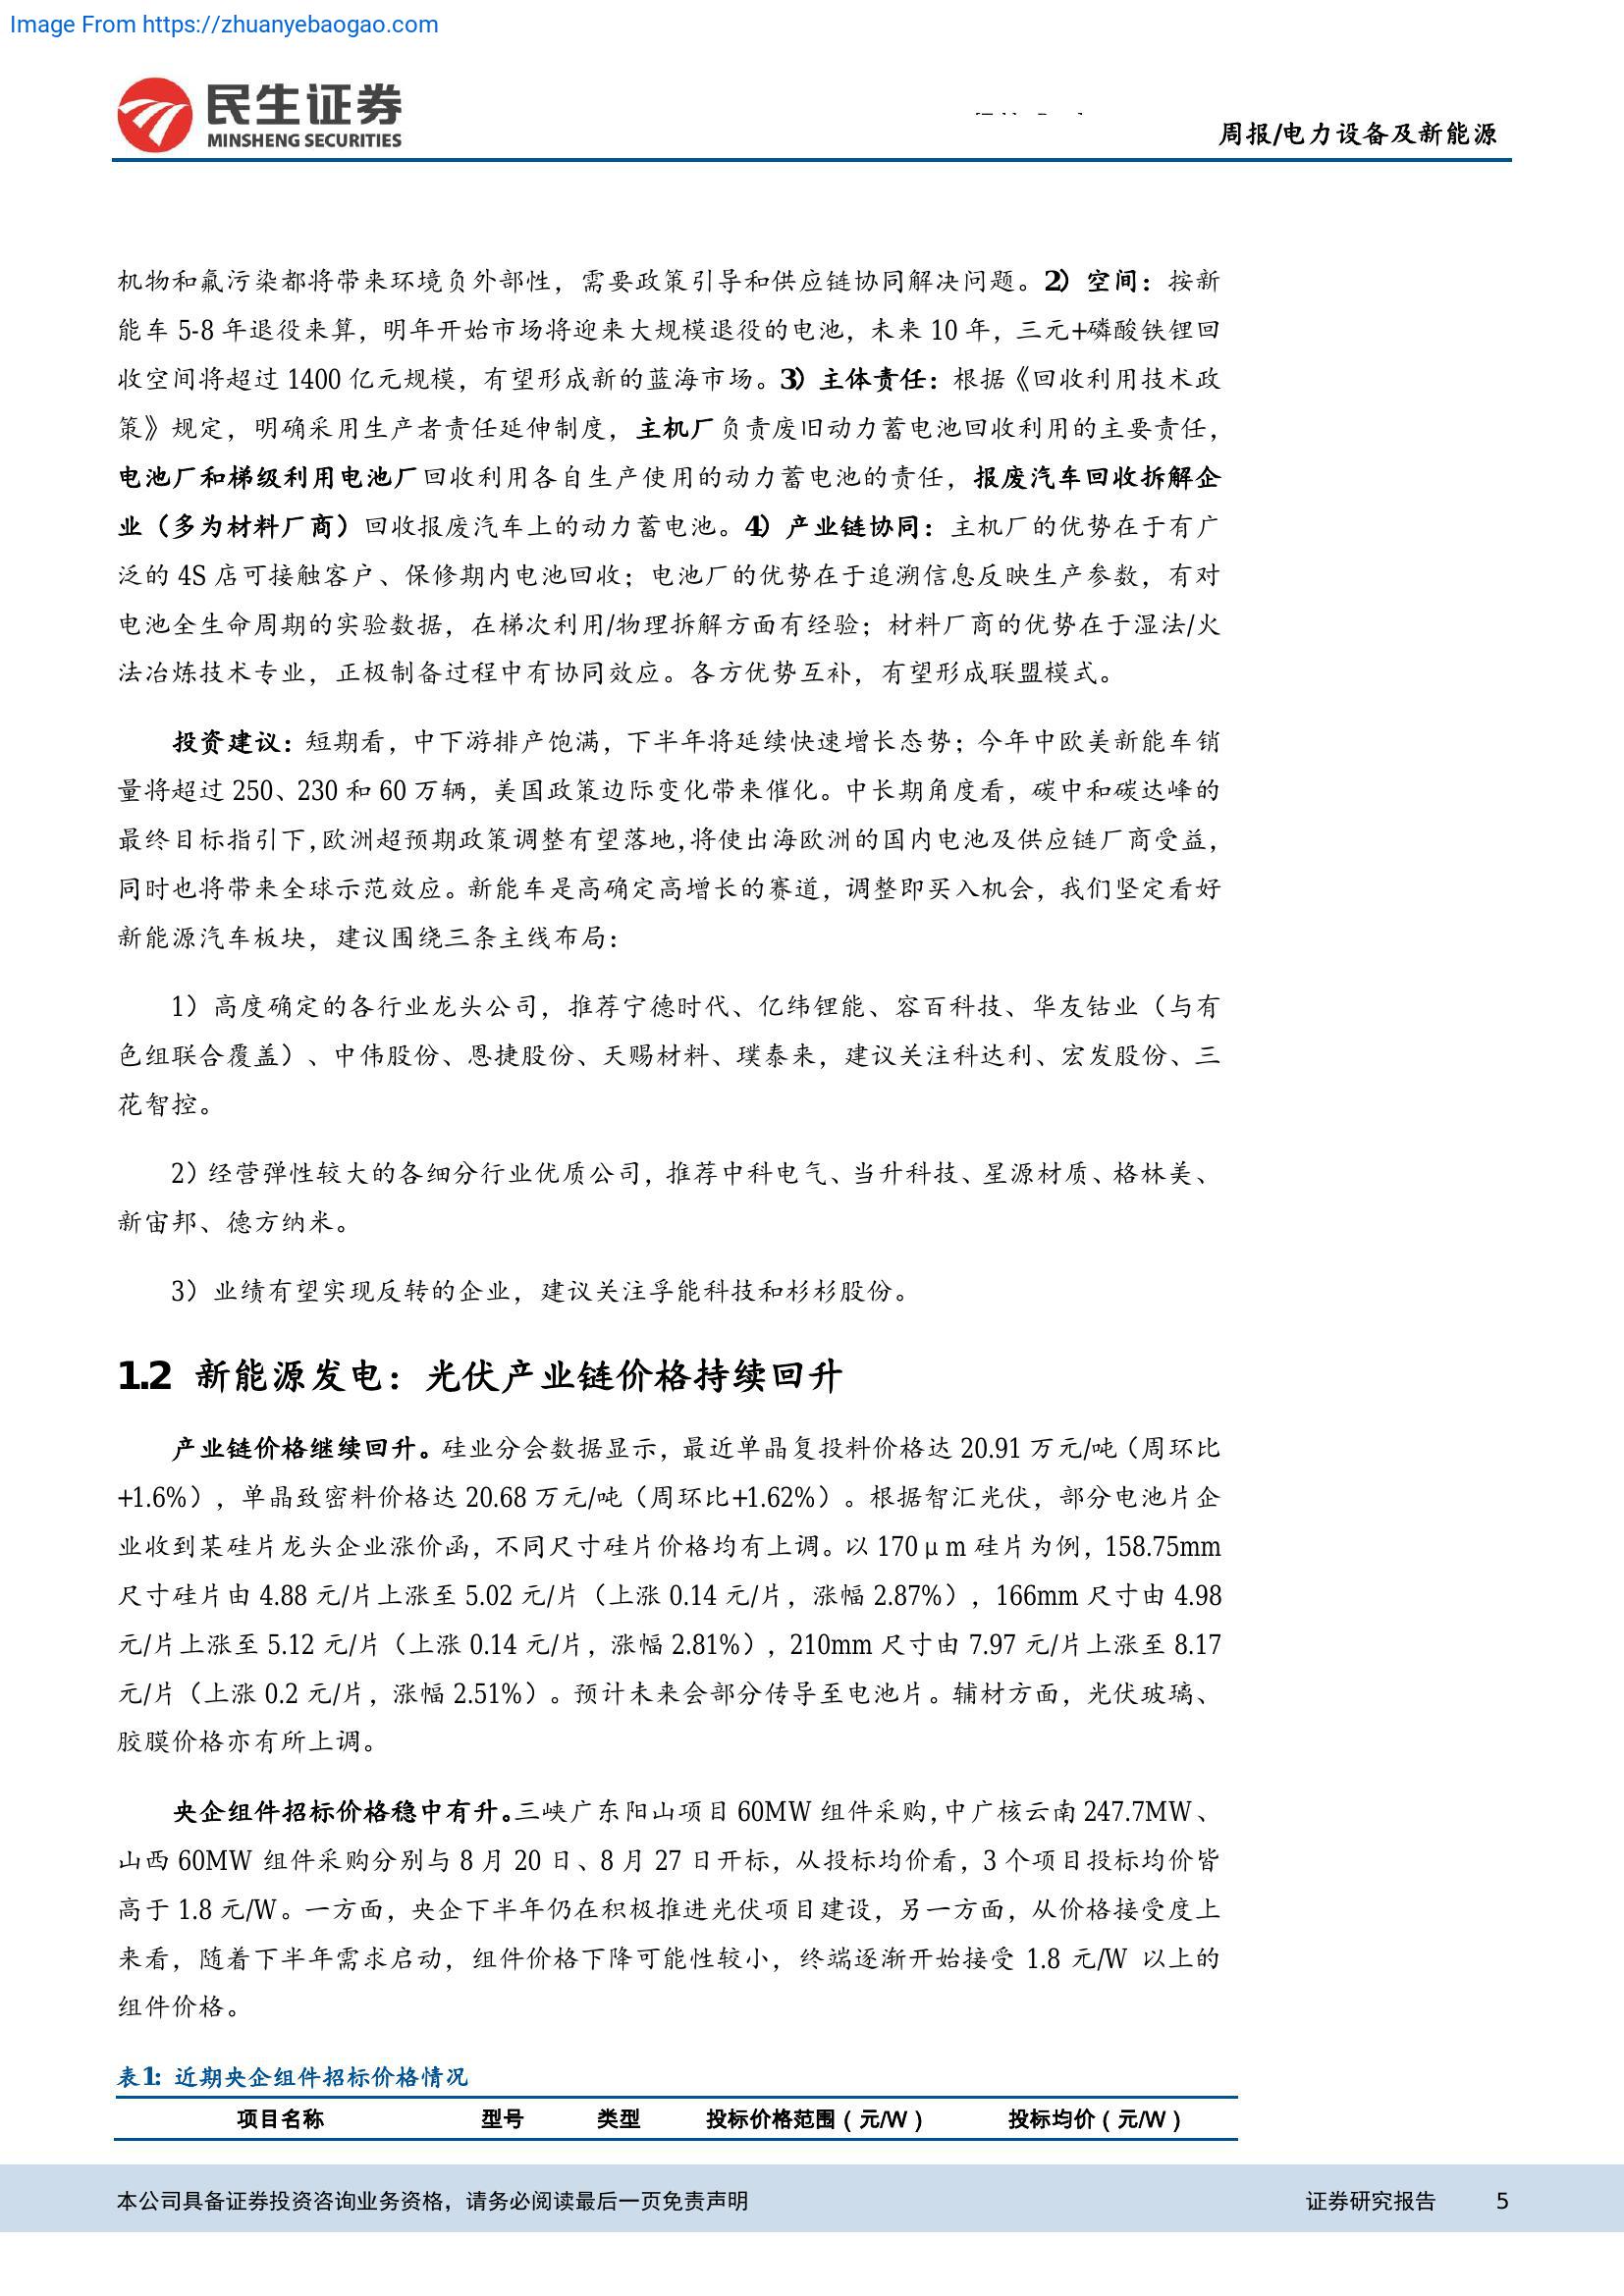 Image From https://zhuanyebaogao.com
民生证券
MINSHENG SECURITIES
周报/电力设备及新能源
机物和氟污染都将带来环境负外部性，需要政策引导和供应链协同解决问题。2）空间：按新
能车 5-8 年退役来算，明年开始市场将迎来大规模退役的电池，未来 10 年，三元+磷酸铁锂回
收空间将超过 1400 亿元规模，有望形成新的蓝海市场。3）主体责任：根据《回收利用技术政
策》规定，明确采用生产者责任延伸制度，主机厂负责废旧动力蓄电池回收利用的主要责任，
电池厂和梯级利用电池厂回收利用各自生产使用的动力蓄电池的责任，报废汽车回收拆解企
业（多为材料厂商）回收报废汽车上的动力蓄电池。4）产业链协同：主机厂的优势在于有广
泛的 4S 店可接触客户、保修期内电池回收；电池厂的优势在于追溯信息反映生产参数，有对
电池全生命周期的实验数据，在梯次利用/物理拆解方面有经验；材料厂商的优势在于湿法/火
法冶炼技术专业，正极制备过程中有协同效应。各方优势互补，有望形成联盟模式。
投资建议：短期看，中下游排产饱满，下半年将延续快速增长态势；今年中欧美新能车销
量将超过 250、230 和 60 万辆，美国政策边际变化带来催化。中长期角度看，碳中和碳达峰的
最终目标指引下，欧洲超预期政策调整有望落地，将使出海欧洲的国内电池及供应链厂商受益，
同时也将带来全球示范效应。新能车是高确定高增长的赛道，调整即买入机会，我们坚定看好
新能源汽车板块，建议围绕三条主线布局：
1）高度确定的各行业龙头公司，推荐宁德时代、亿纬锂能、容百科技、华友钴业（与有
色组联合覆盖）、中伟股份、恩捷股份、天赐材料、璞泰来，建议关注科达利、宏发股份、三
花智控。
2）经营弹性较大的各细分行业优质公司，推荐中科电气、当升科技、星源材质、格林美、
新宙邦、德方纳米。
3）业绩有望实现反转的企业，建议关注孚能科技和杉杉股份。
1.2 新能源发电：光伏产业链价格持续回升
产业链价格继续回升。硅业分会数据显示，最近单晶复投料价格达 20.91 万元/吨（周环比
+1.6%），单晶致密料价格达 20.68 万元/吨（周环比+1.62%）。根据智汇光伏，部分电池片企
业收到某硅片龙头企业涨价函，不同尺寸硅片价格均有上调。以 170μm 硅片为例，158.75mm
尺寸硅片由 4.88 元/片上涨至 5.02 元/片（上涨 0.14 元/片，涨幅 2.87%），166mm 尺寸由 4.98
元/片上涨至 5.12 元/片（上涨 0.14 元/片，涨幅 2.81%），210mm 尺寸由 7.97 元/片上涨至 8.17
元/片（上涨 0.2 元/片，涨幅 2.51%）。预计未来会部分传导至电池片。辅材方面，光伏玻璃、
胶膜价格亦有所上调。
央企组件招标价格稳中有升。三峡广东阳山项目 60MW 组件采购，中广核云南 247.7MW、
山西 60MW 组件采购分别与 8 月 20 日、8 月 27 日开标，从投标均价看，3 个项目投标均价皆
高于 1.8 元/W。一方面，央企下半年仍在积极推进光伏项目建设，另一方面，从价格接受度上
来看，随着下半年需求启动，组件价格下降可能性较小，终端逐渐开始接受 1.8 元/W 以上的
组件价格。
表1：近期央企组件招标价格情况
项目名称 型号 类型 投标价格范围（元/W） 投标均价（元/W）
本公司具备证券投资咨询业务资格，请务必阅读最后一页免责声明 证券研究报告 5